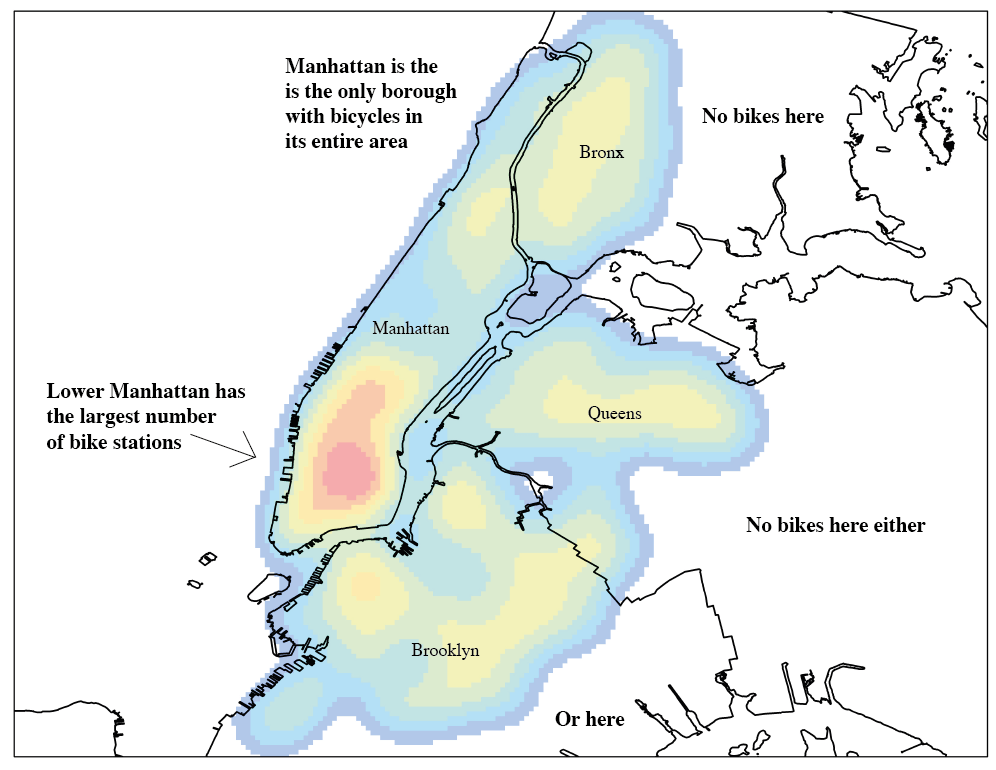 Manhattan is the
is the only borough
with bicycles in
its entire area
No bikes here
Bronx
Manhattan
Lower Manhattan has
the largest number
of bike stations
Queens
No bikes here either
Brooklyn
Or here